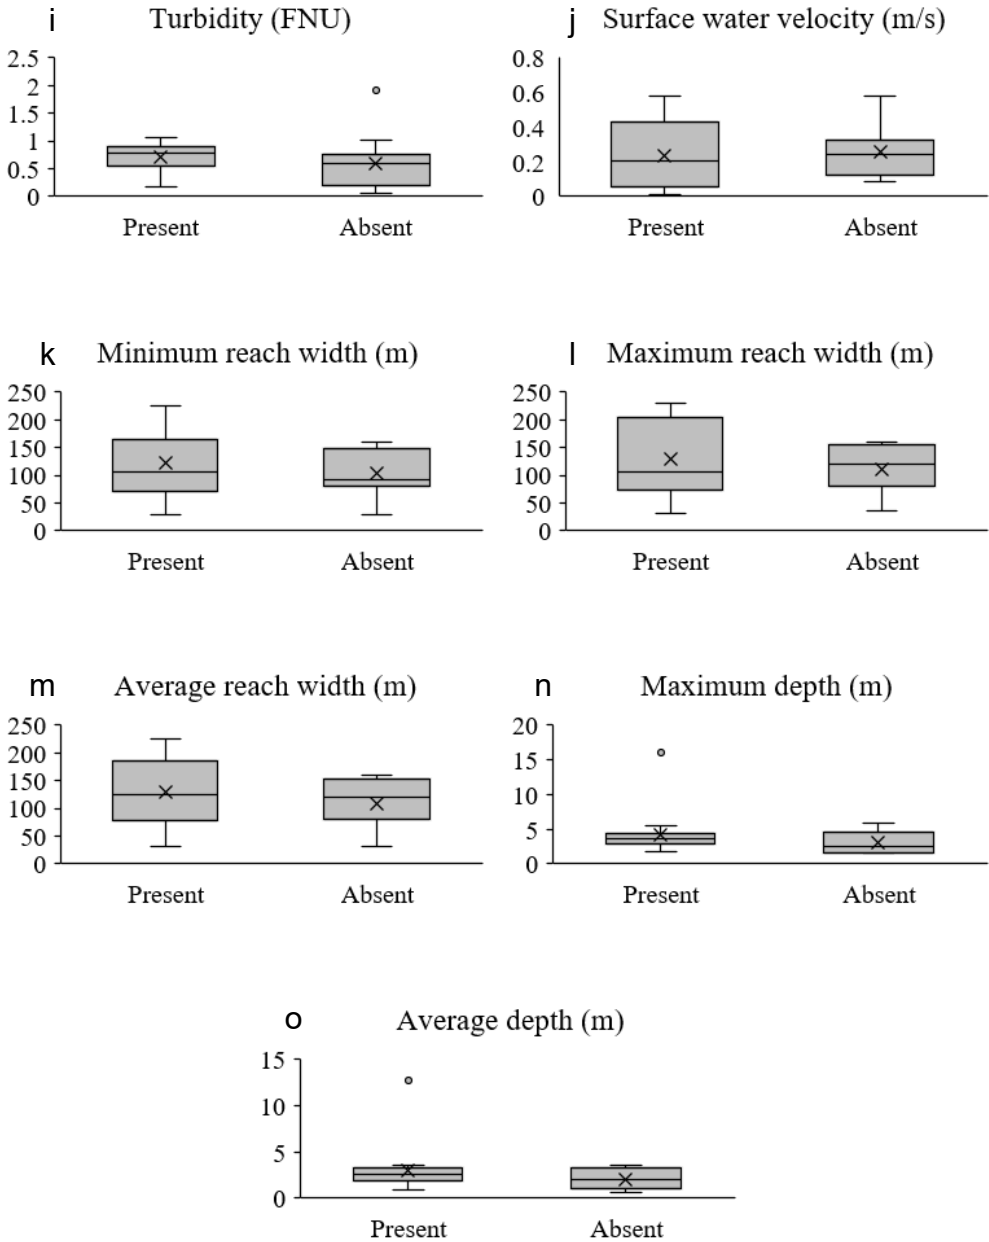 i Turbidity (FNU)
2.5
2
1.5
1
0.5
0
Present Absent
j Surface water velocity (m/s)
0.8
0.6
0.4
0.2
0
Present Absent
k Minimum reach width (m)
250
200
150
100
50
0
Present Absent
l Maximum reach width (m)
250
200
150
100
50
0
Present Absent
m Average reach width (m)
250
200
150
100
50
0
Present Absent
n Maximum depth (m)
20
15
10
5
0
Present Absent
o Average depth (m)
15
10
5
0
Present Absent